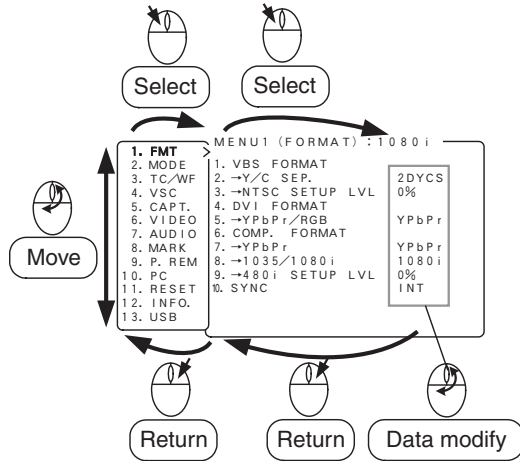 Select
Select
1. FMT
2. MODE
3. TC/WF
4. VSC
5. CAPT.
6. VIDEO
7. AUDIO
8. MARK
9. P. REM
10. PC
11. RESET
12. INFO.
13. USB
MENU1 (FORMAT) :1080i
1. VBS FORMAT
2. →Y/C SEP. 2DYCS
3. →NTSC SETUP LVL 0%
4. DVI FORMAT
5. →YPbPr/RGB YPbPr
6. COMP. FORMAT
7. →YPbPr YPbPr
8. →1035/1080i 1080i
9. →480i SETUP LVL 0%
10. SYNC INT
Move
Return
Return
Data modify